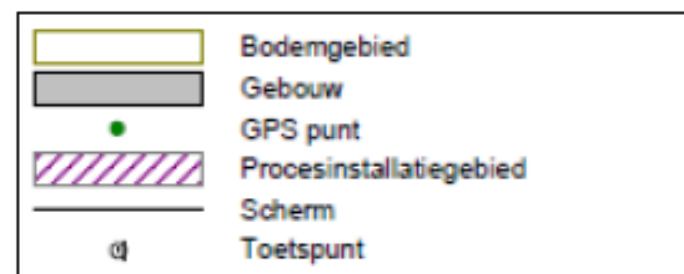 Bodemgebied
Gebouw
GPS punt
Procesinstallatiegebied
Scherm
Toetspunt